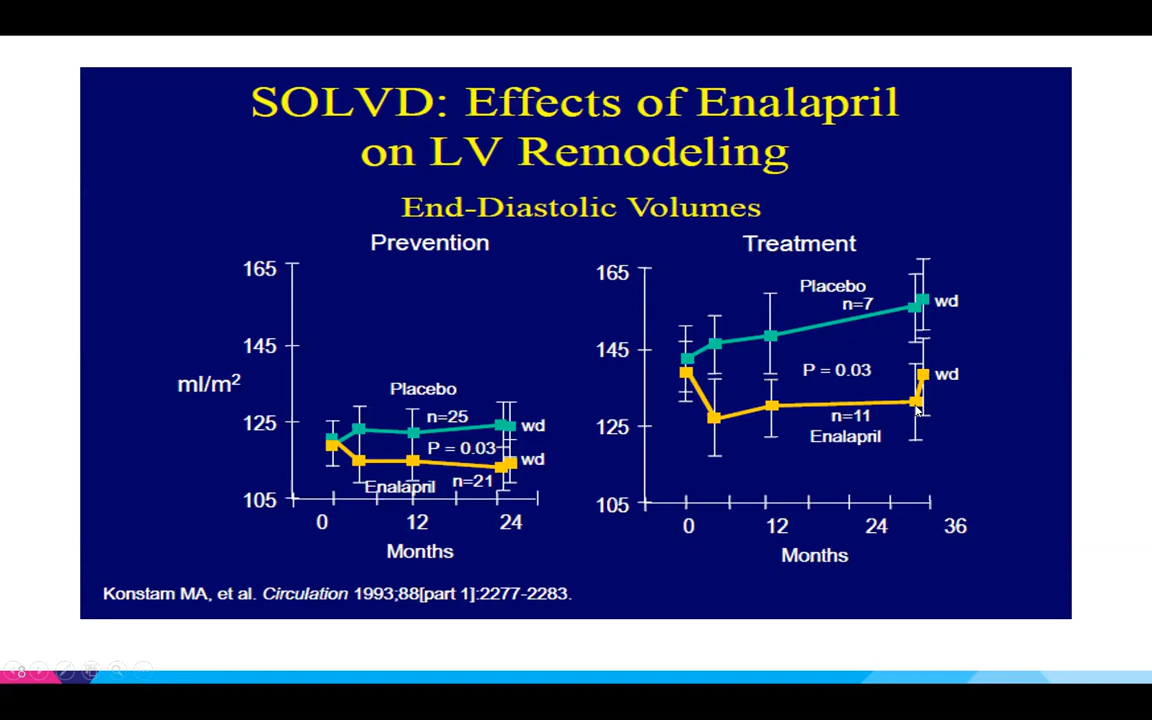 SOLVD: Effects of Enalapril
on LV Remodeling
End-Diastolic Volumes
Prevention
165
145
ml/m²
125
105
Placebo
n=25
wd
P = 0.03
wd
Enalapril n=21
0 12 24
Months
Treatment
165
145
125
105
Placebo
n=7
wd
P = 0.03
wd
n=11
Enalapril
0 12 24 36
Months
Konstam MA, et al. Circulation 1993;88[part 1]:2277-2283.